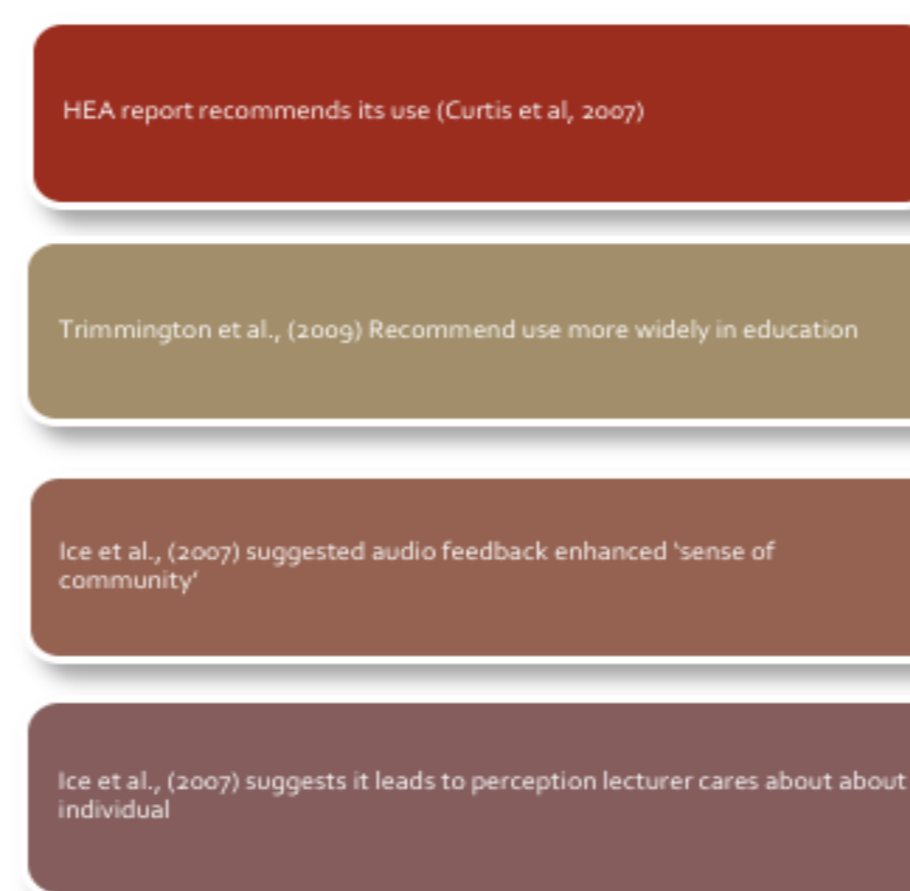 HEA report recommends its use (Curtis et al, 2007)
Trimmington et al., (2009) Recommend use more widely in education
Ice et al., (2007) suggested audio feedback enhanced ‘sense of
community’
Ice et al., (2007) suggests it leads to perception lecturer cares about about
individual